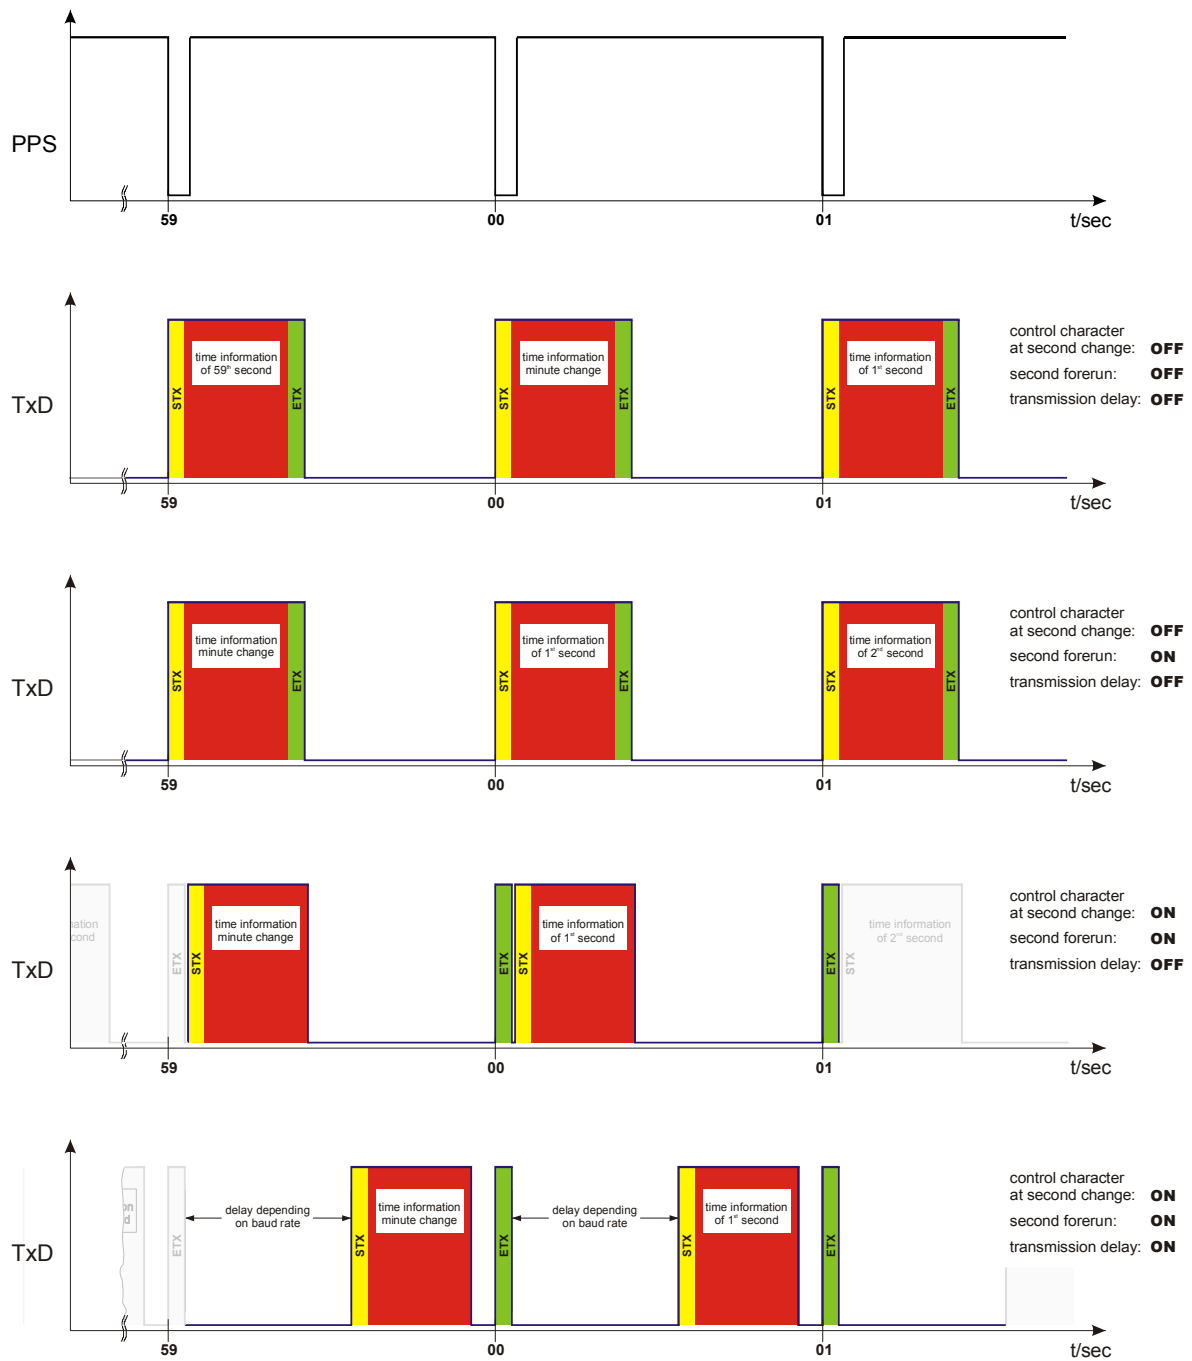 PPS
59
00
01
t/sec
TxD
STX
time information
of 59th second
ETX
STX
time information
minute change
ETX
STX
time information
of 1st second
ETX
control character
at second change: OFF
second forerun: OFF
transmission delay: OFF
59
00
01
t/sec
TxD
STX
time information
minute change
ETX
STX
time information
of 1st second
ETX
STX
time information
of 2nd second
ETX
control character
at second change: OFF
second forerun: ON
transmission delay: OFF
59
00
01
t/sec
TxD
ETX
STX
time information
minute change
ETX
STX
time information
of 1st second
ETX
STX
time information
of 2nd second
control character
at second change: ON
second forerun: ON
transmission delay: OFF
59
00
01
t/sec
TxD
ETX
delay depending
on baud rate
STX
time information
minute change
ETX
delay depending
on baud rate
STX
time information
of 1st second
ETX
control character
at second change: ON
second forerun: ON
transmission delay: ON
59
00
01
t/sec